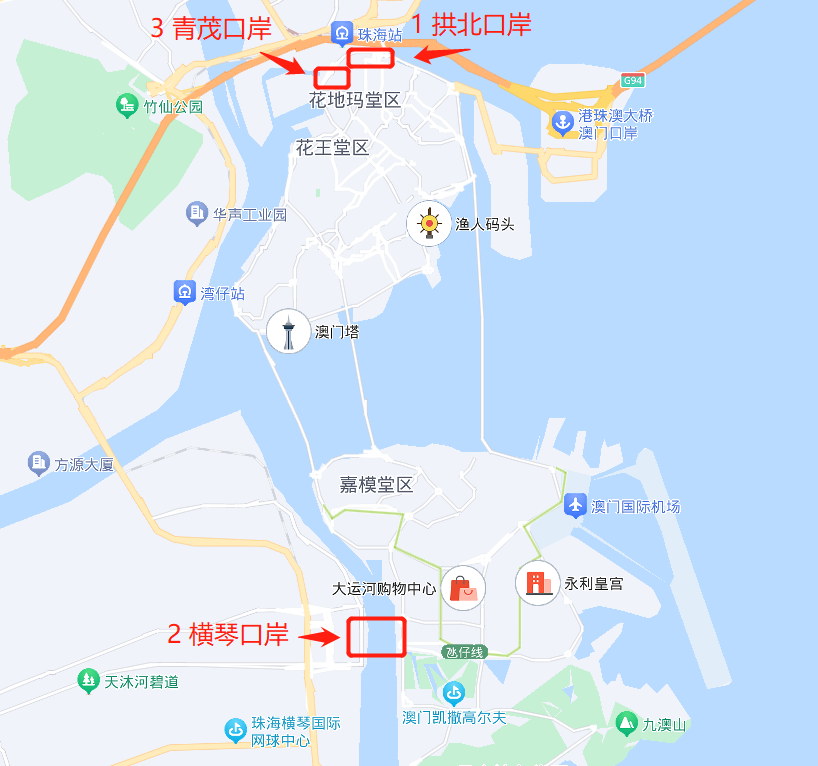 3 青茂口岸
1 拱北口岸
珠海站
G94
花地玛堂区
竹仙公园
港珠澳大桥
澳门口岸
花王堂区
华声工业园
渔人码头
湾仔站
澳门塔
方源大厦
嘉模堂区
澳门国际机场
大运河购物中心
永利皇宫
2 横琴口岸
氹仔线
天沐河碧道
澳门凯撒高尔夫
珠海横琴国际
网球中心
九澳山